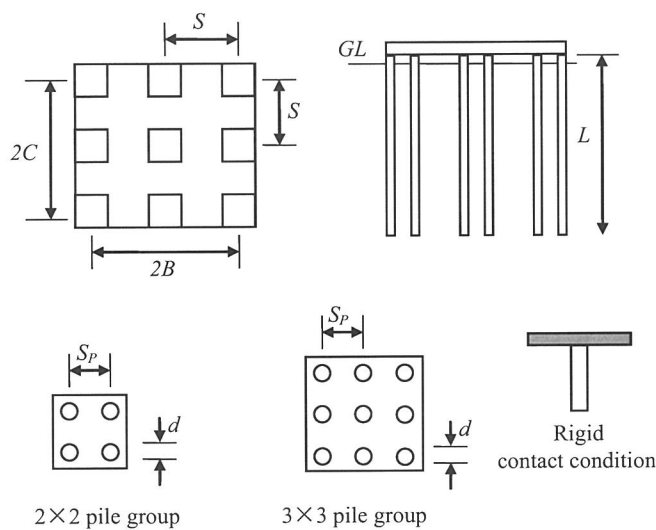 S
GL
S
2C
L
2B
S_P
S_P
d
d
Rigid
contact condition
2×2 pile group
3×3 pile group